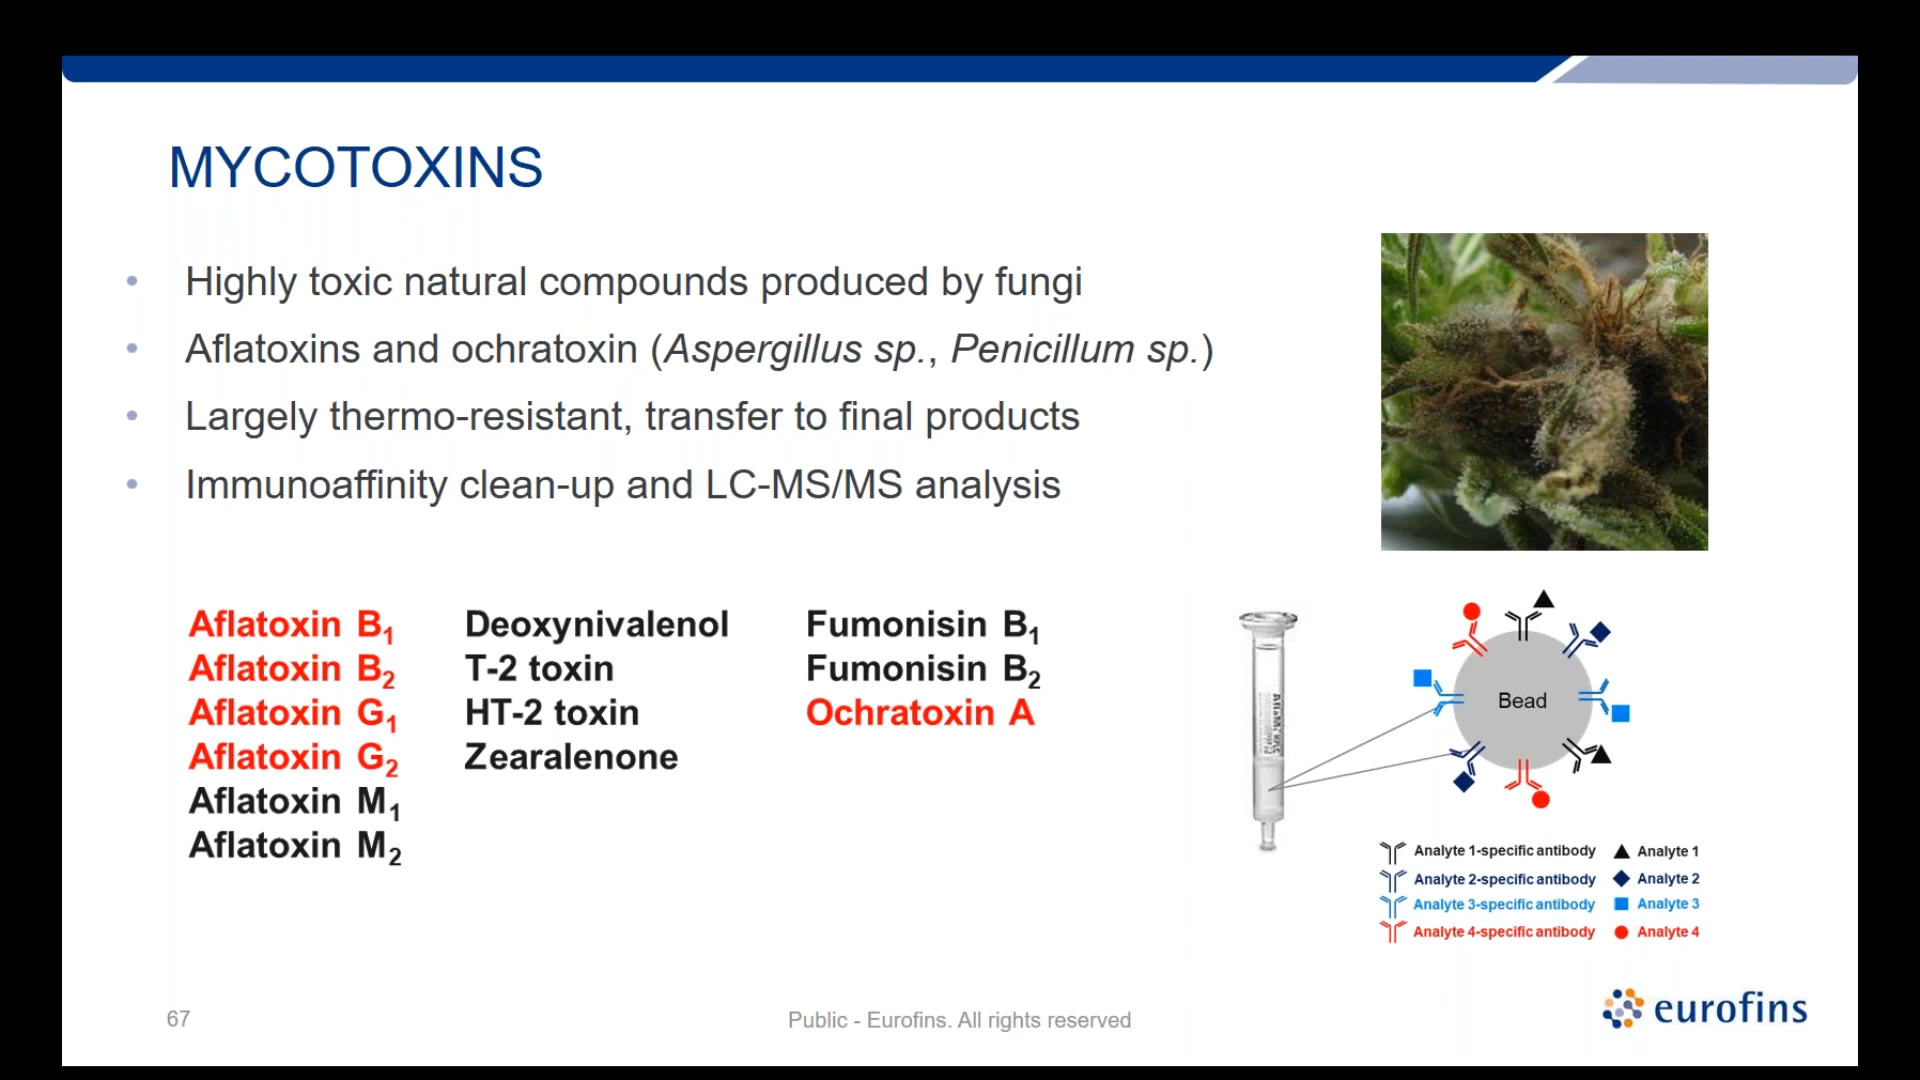 MYCOTOXINS
• Highly toxic natural compounds produced by fungi
• Aflatoxins and ochratoxin (Aspergillus sp., Penicillum sp.)
• Largely thermo-resistant, transfer to final products
• Immunoaffinity clean-up and LC-MS/MS analysis
Aflatoxin B₁
Aflatoxin B₂
Aflatoxin G₁
Aflatoxin G₂
Aflatoxin M₁
Aflatoxin M₂
Deoxynivalenol
T-2 toxin
HT-2 toxin
Zearalenone
Fumonisin B₁
Fumonisin B₂
Ochratoxin A
Bead
Analyte 1-specific antibody Analyte 1
Analyte 2-specific antibody Analyte 2
Analyte 3-specific antibody Analyte 3
Analyte 4-specific antibody Analyte 4
67
Public - Eurofins. All rights reserved
eurofins